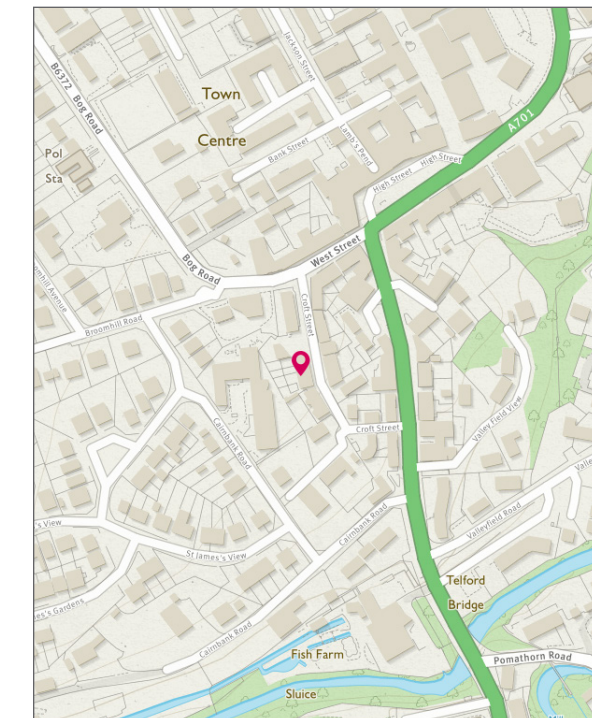 Jackson Street
B6372
Bog Road
Town
Centre
A701
Pol
Sta
Bank Street
Lamb's Pend
High Street
High Street
West Street
Bog Road
Broomhill Road
Croft Street
Croft Street
Valley Field View
Cairnbank Road
Cairnbank Road
Valleyfield Road
St James's View
Telford
Bridge
Cairnbank Road
Fish Farm
Pomathorn Road
Sluice